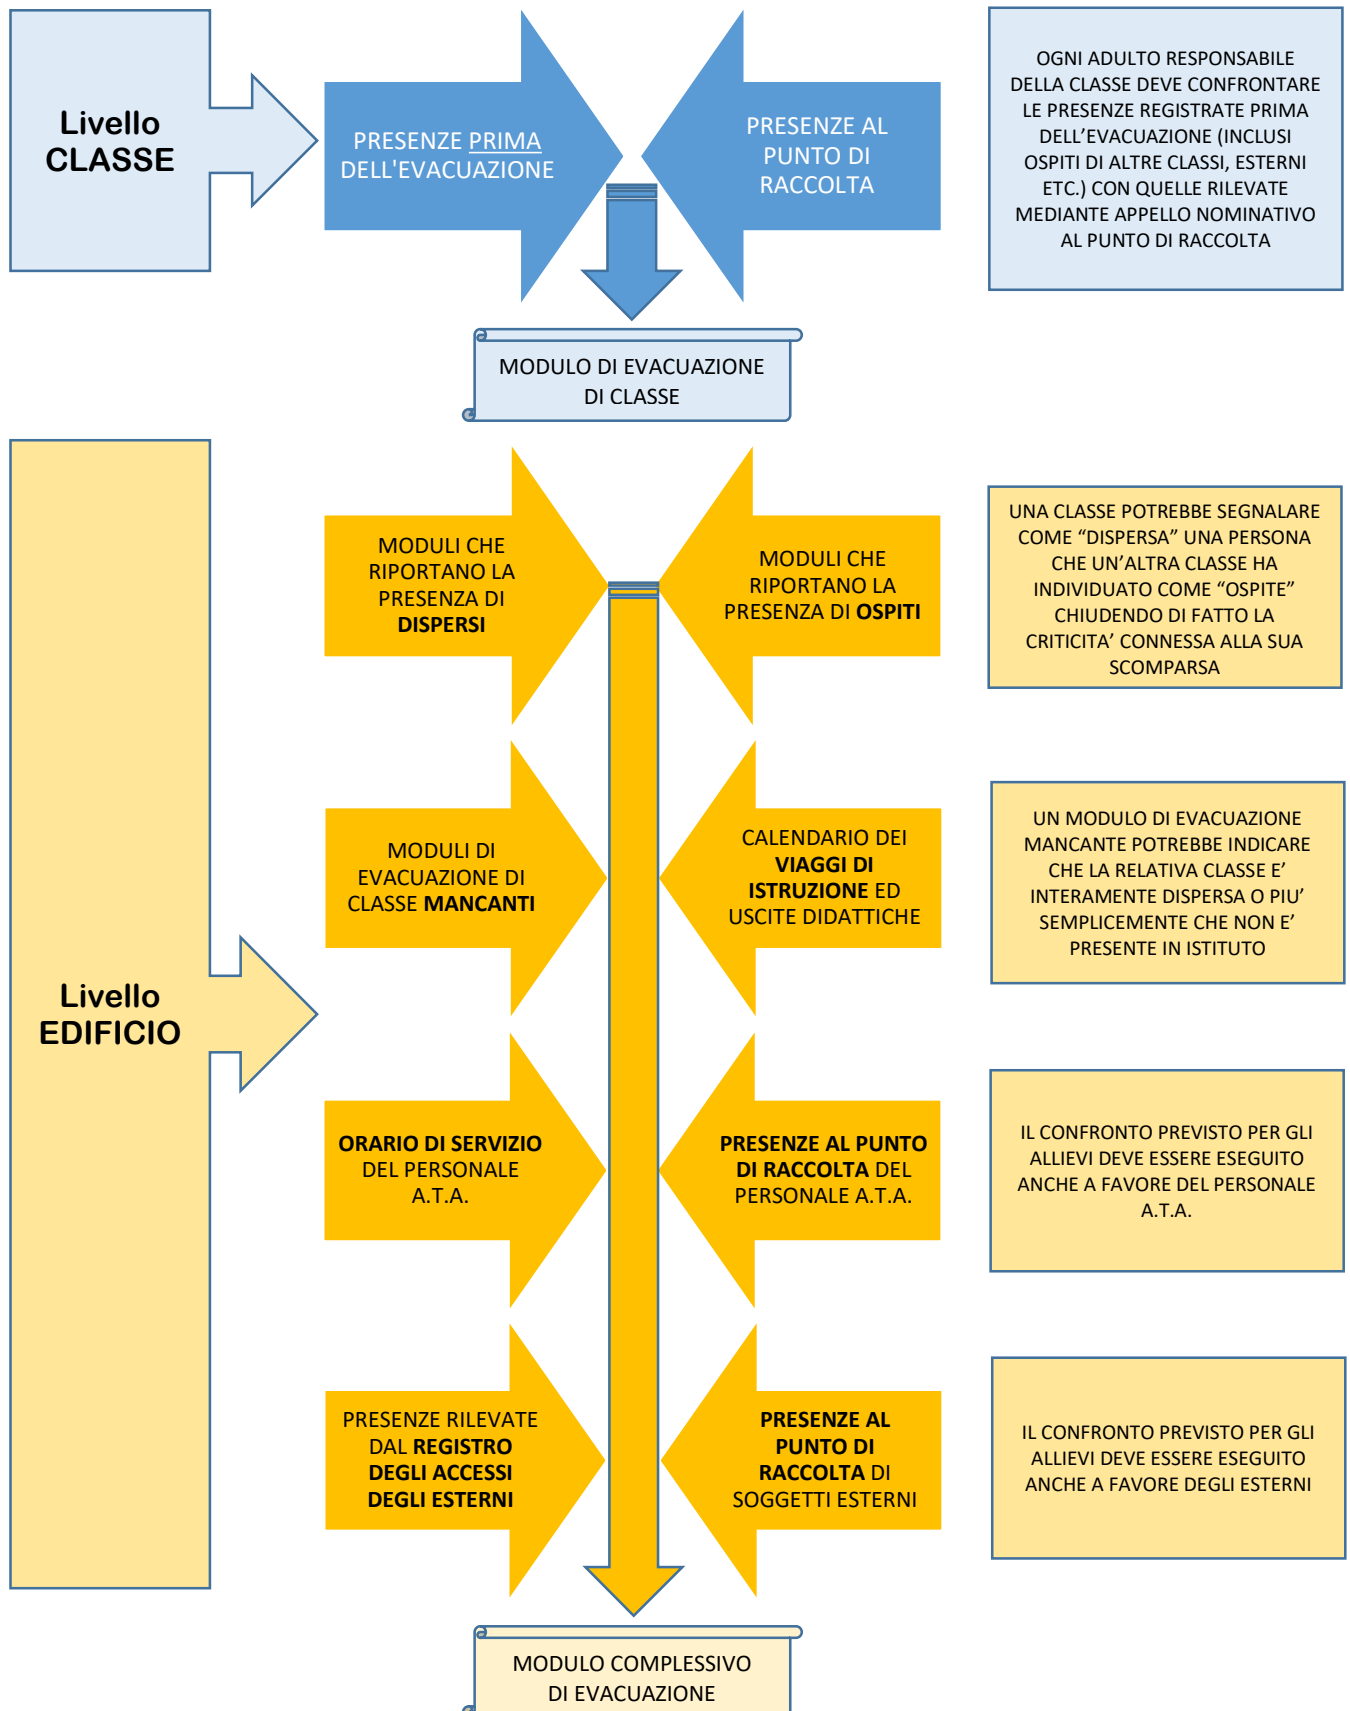 Livello
CLASSE
PRESENZE PRIMA
DELL'EVACUAZIONE
PRESENZE AL
PUNTO DI
RACCOLTA
OGNI ADULTO RESPONSABILE
DELLA CLASSE DEVE CONFRONTARE
LE PRESENZE REGISTRATE PRIMA
DELL’EVACUAZIONE (INCLUSI
OSPITI DI ALTRE CLASSI, ESTERNI
ETC.) CON QUELLE RILEVATE
MEDIANTE APPELLO NOMINATIVO
AL PUNTO DI RACCOLTA
MODULO DI EVACUAZIONE
DI CLASSE
Livello
EDIFICIO
MODULI CHE
RIPORTANO LA
PRESENZA DI
DISPERSI
MODULI CHE
RIPORTANO LA
PRESENZA DI OSPITI
UNA CLASSE POTREBBE SEGNALARE
COME “DISPERSA” UNA PERSONA
CHE UN’ALTRA CLASSE HA
INDIVIDUATO COME “OSPITE”
CHIUDENDO DI FATTO LA
CRITICITA’ CONNESSA ALLA SUA
SCOMPARSA
MODULI DI
EVACUAZIONE DI
CLASSE MANCANTI
CALENDARIO DEI
VIAGGI DI
ISTRUZIONE ED
USCITE DIDATTICHE
UN MODULO DI EVACUAZIONE
MANCANTE POTREBBE INDICARE
CHE LA RELATIVA CLASSE E’
INTERAMENTE DISPERSA O PIU’
SEMPLICEMENTE CHE NON E’
PRESENTE IN ISTITUTO
ORARIO DI SERVIZIO
DEL PERSONALE
A.T.A.
PRESENZE AL PUNTO
DI RACCOLTA DEL
PERSONALE A.T.A.
IL CONFRONTO PREVISTO PER GLI
ALLIEVI DEVE ESSERE ESEGUITO
ANCHE A FAVORE DEL PERSONALE
A.T.A.
PRESENZE RILEVATE
DAL REGISTRO
DEGLI ACCESSI
DEGLI ESTERNI
PRESENZE AL
PUNTO DI
RACCOLTA DI
SOGGETTI ESTERNI
IL CONFRONTO PREVISTO PER GLI
ALLIEVI DEVE ESSERE ESEGUITO
ANCHE A FAVORE DEGLI ESTERNI
MODULO COMPLESSIVO
DI EVACUAZIONE